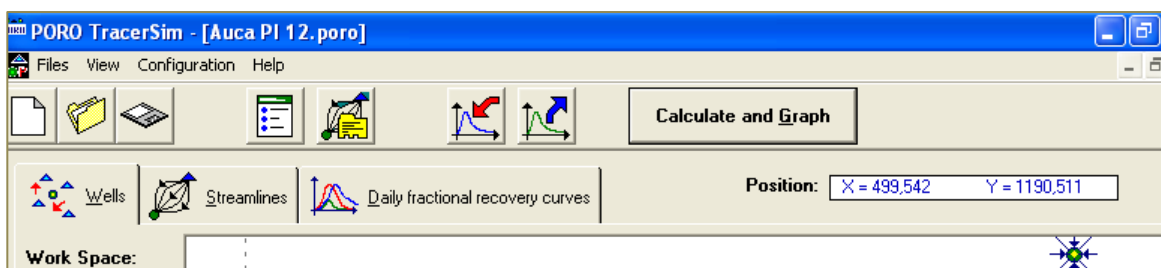 PORO TracerSim - [Auca PI 12.poro]
Files View Configuration Help
Calculate and Graph
Wells Streamlines Daily fractional recovery curves Position: X = 499,542 Y = 1190,511
Work Space: